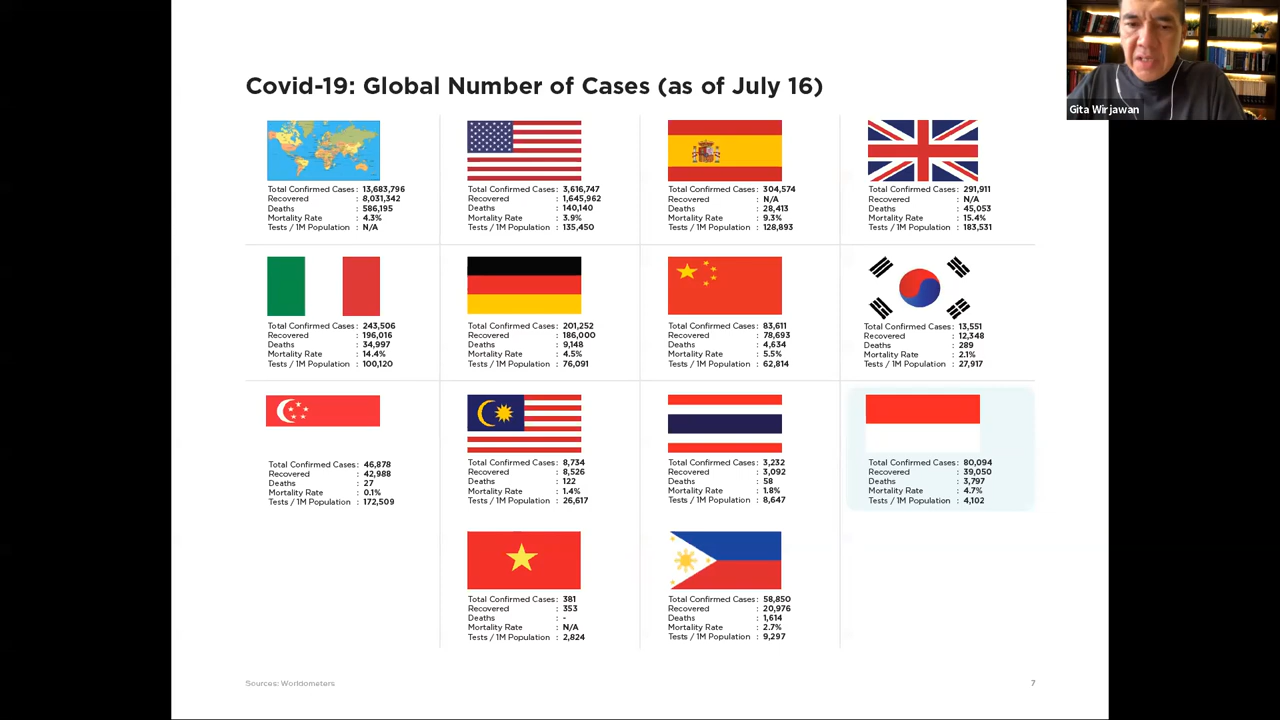 Gita Wirjawan
Covid-19: Global Number of Cases (as of July 16)
Total Confirmed Cases : 13,683,796
Recovered : 8,031,342
Deaths : 586,195
Mortality Rate : 4.3%
Tests / 1M Population : N/A
Total Confirmed Cases : 3,616,747
Recovered : 1,645,962
Deaths : 140,140
Mortality Rate : 3.9%
Tests / 1M Population : 135,450
Total Confirmed Cases : 304,574
Recovered : N/A
Deaths : 28,413
Mortality Rate : 9.3%
Tests / 1M Population : 128,893
Total Confirmed Cases : 291,911
Recovered : N/A
Deaths : 45,053
Mortality Rate : 15.4%
Tests / 1M Population : 183,531
Total Confirmed Cases : 243,506
Recovered : 196,016
Deaths : 34,997
Mortality Rate : 14.4%
Tests / 1M Population : 100,120
Total Confirmed Cases : 201,252
Recovered : 186,000
Deaths : 9,148
Mortality Rate : 4.5%
Tests / 1M Population : 76,091
Total Confirmed Cases : 83,611
Recovered : 78,693
Deaths : 4,634
Mortality Rate : 5.5%
Tests / 1M Population : 62,814
Total Confirmed Cases : 13,551
Recovered : 12,348
Deaths : 289
Mortality Rate : 2.1%
Tests / 1M Population : 27,917
Total Confirmed Cases : 46,878
Recovered : 42,988
Deaths : 27
Mortality Rate : 0.1%
Tests / 1M Population : 172,509
Total Confirmed Cases : 8,734
Recovered : 8,526
Deaths : 122
Mortality Rate : 1.4%
Tests / 1M Population : 26,617
Total Confirmed Cases : 3,232
Recovered : 3,092
Deaths : 58
Mortality Rate : 1.8%
Tests / 1M Population : 8,647
Total Confirmed Cases : 80,094
Recovered : 39,050
Deaths : 3,797
Mortality Rate : 4.7%
Tests / 1M Population : 4,102
Total Confirmed Cases : 381
Recovered : 353
Deaths : -
Mortality Rate : N/A
Tests / 1M Population : 2,824
Total Confirmed Cases : 58,850
Recovered : 20,976
Deaths : 1,614
Mortality Rate : 2.7%
Tests / 1M Population : 9,297
Sources: Worldometers
7